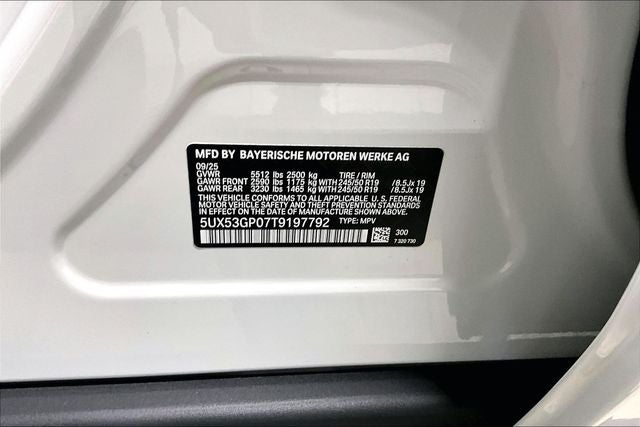 MFD BY BAYERISCHE MOTOREN WERKE AG
09/25
GVWR 5512 lbs 2500 kg TIRE / RIM
GAWR FRONT 2590 lbs 1175 kg WITH 245/50 R19 /8.5Jx 19
GAWR REAR 3230 lbs 1465 kg WITH 245/50 R19 /8.5Jx 19
THIS VEHICLE CONFORMS TO ALL APPLICABLE U. S. FEDERAL
MOTOR VEHICLE SAFETY, BUMPER, AND THEFT PREVENTION
STANDARDS IN EFFECT ON THE DATE OF MANUFACTURE SHOWN ABOVE.
5UX53GP07T9197792 TYPE: MPV
300
7 320 730